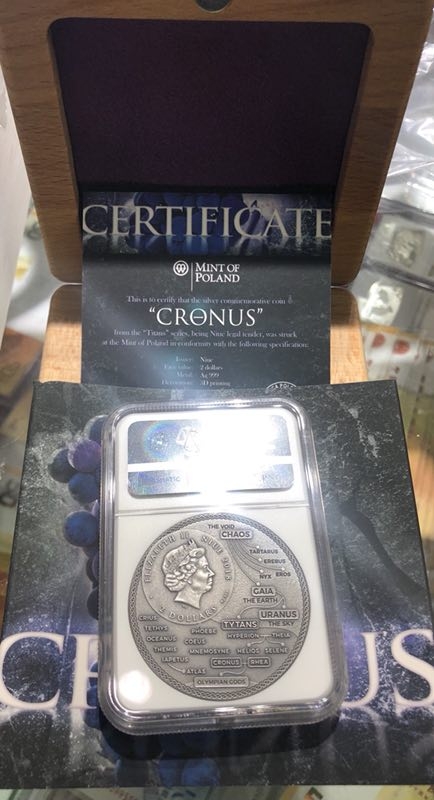 CERTIFICATE
MINT OF
POLAND
This is to certify that the silver commemorative coin
"CRONUS"
from the "Titans" series, being Niue legal tender, was struck
at the Mint of Poland in conformity with the following specification:
Issuer: Niue
Face value: 2 dollars
Metal: Ag 999
3D printing
THE VOID
CHAOS
TARTARUS
EREBUS
NYX EROS
GAIA
THE EARTH
URANUS
THE SKY
TYTANS
CRIUS
TETHYS PHOEBE
OCEANUS COEUS HYPERION THEIA
THEMIS MNEMOSYNE HELIOS SELENE
IAPETUS CRONUS RHEA
ATLAS
OLYMPIAN GODS
ELIZABETH II NIUE 2018
2 DOLLARS